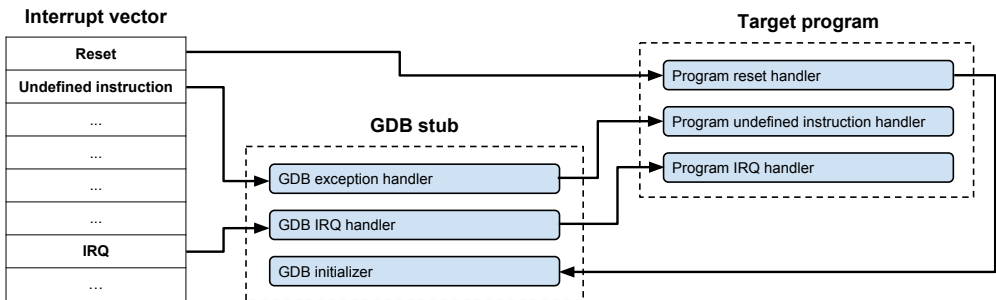 Interrupt vector
Reset
Undefined instruction
...
...
...
...
IRQ
...
GDB stub
GDB exception handler
GDB IRQ handler
GDB initializer
Target program
Program reset handler
Program undefined instruction handler
Program IRQ handler